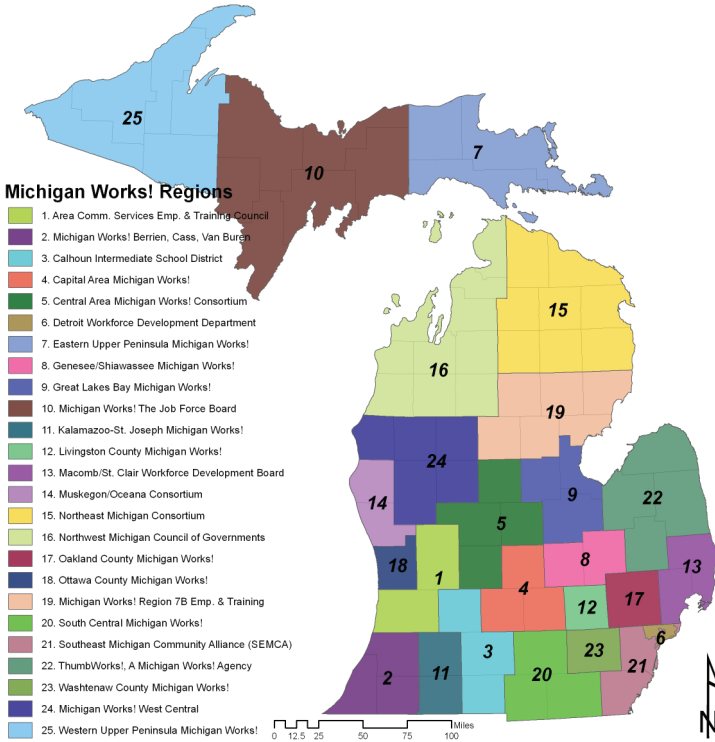 25
10
7
Michigan Works! Regions
1. Area Comm. Services Emp. & Training Council
2. Michigan Works! Berrien, Cass, Van Buren
3. Calhoun Intermediate School District
4. Capital Area Michigan Works!
5. Central Area Michigan Works! Consortium
6. Detroit Workforce Development Department
7. Eastern Upper Peninsula Michigan Works!
8. Genesee/Shiawassee Michigan Works!
9. Great Lakes Bay Michigan Works!
10. Michigan Works! The Job Force Board
11. Kalamazoo-St. Joseph Michigan Works!
12. Livingston County Michigan Works!
13. Macomb/St. Clair Workforce Development Board
14. Muskegon/Oceana Consortium
15. Northeast Michigan Consortium
16. Northwest Michigan Council of Governments
17. Oakland County Michigan Works!
18. Ottawa County Michigan Works!
19. Michigan Works! Region 7B Emp. & Training
20. South Central Michigan Works!
21. Southeast Michigan Community Alliance (SEMCA)
22. ThumbWorks!, A Michigan Works! Agency
23. Washtenaw County Michigan Works!
24. Michigan Works! West Central
25. Western Upper Peninsula Michigan Works!
15
16
19
24
14
9
22
5
18
1
8
13
4
12
17
6
3
23
21
2
11
20
0 12.5 25 50 75 100
Miles
N